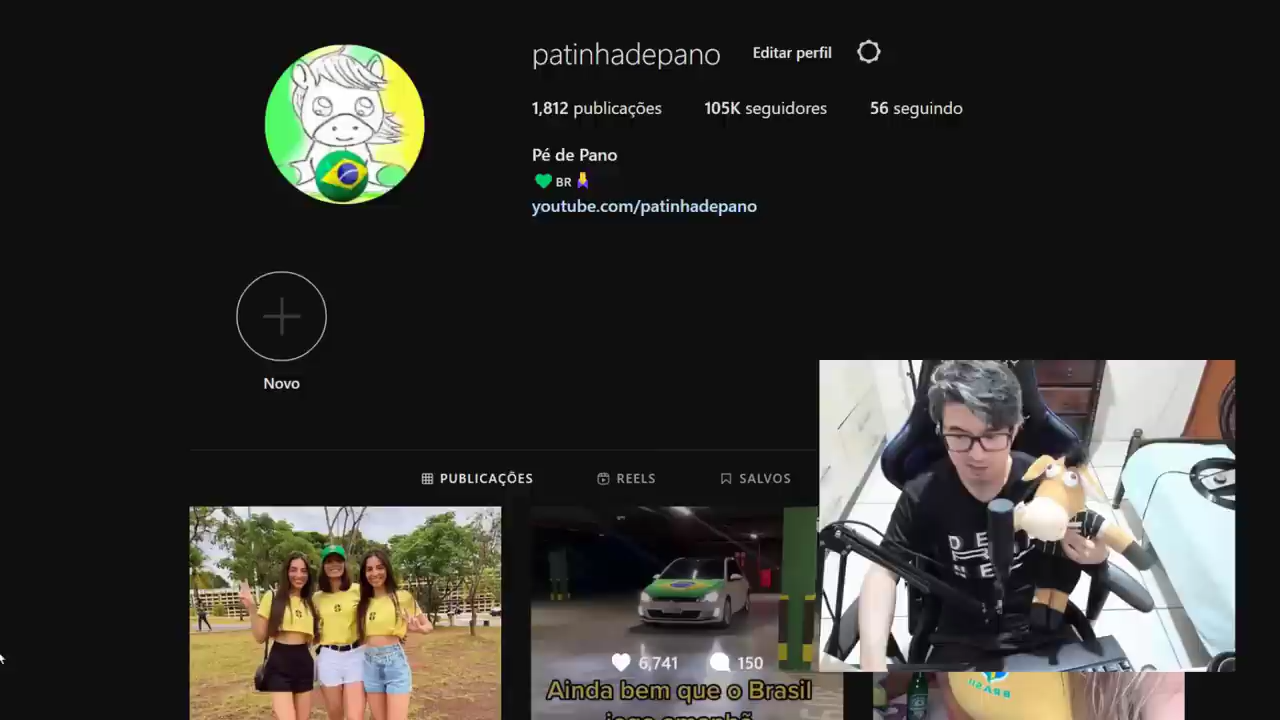 patinhadepano Editar perfil
1,812 publicações 105K seguidores 56 seguindo
Pé de Pano
BR
youtube.com/patinhadepano
Novo
PUBLICAÇÕES REELS SALVOS
6,741 150
Ainda bem que o Brasil
BRASIL